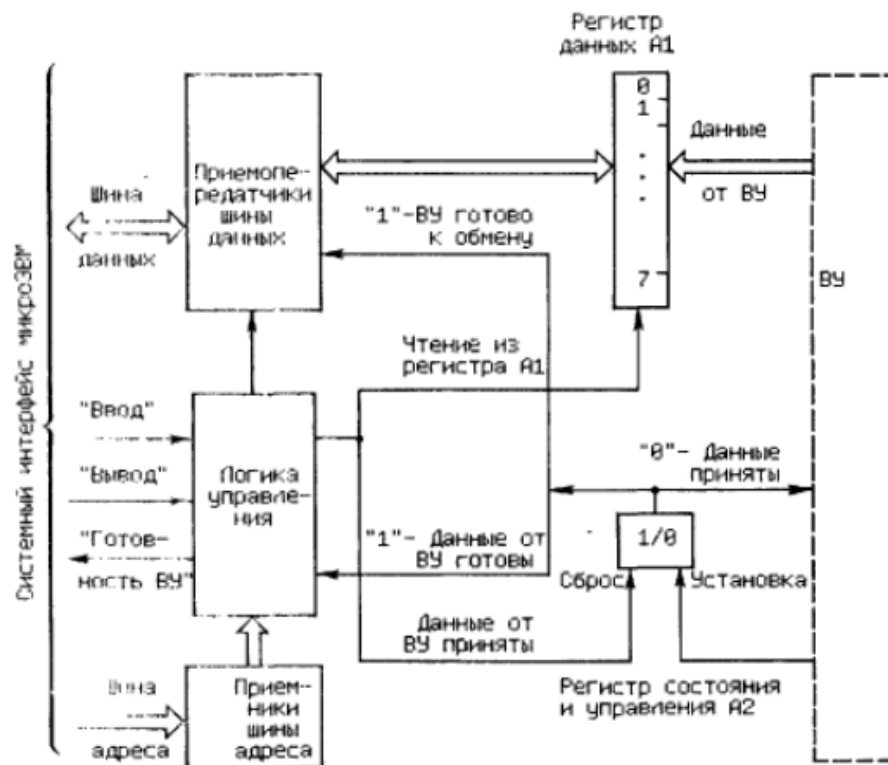 Регистр
данных А1
0
1
7
Данные
от ВУ
ВУ
Приемопе-
редатчики
шины
данных
Шина
данных
"1"-ВУ готово
к обмену
Чтение из
регистра А1
Системный интерфейс микроЭВМ
"Ввод"
"Вывод"
"Готов-
ность ВУ"
Логика
управле-
ния
"0"- Данные
приняты
1/0
"1"- Данные от
ВУ готовы
Сброс
Установка
Данные от
ВУ приняты
Регистр состояния
и управления А2
Шина
адреса
Прием-
ники
шины
адреса